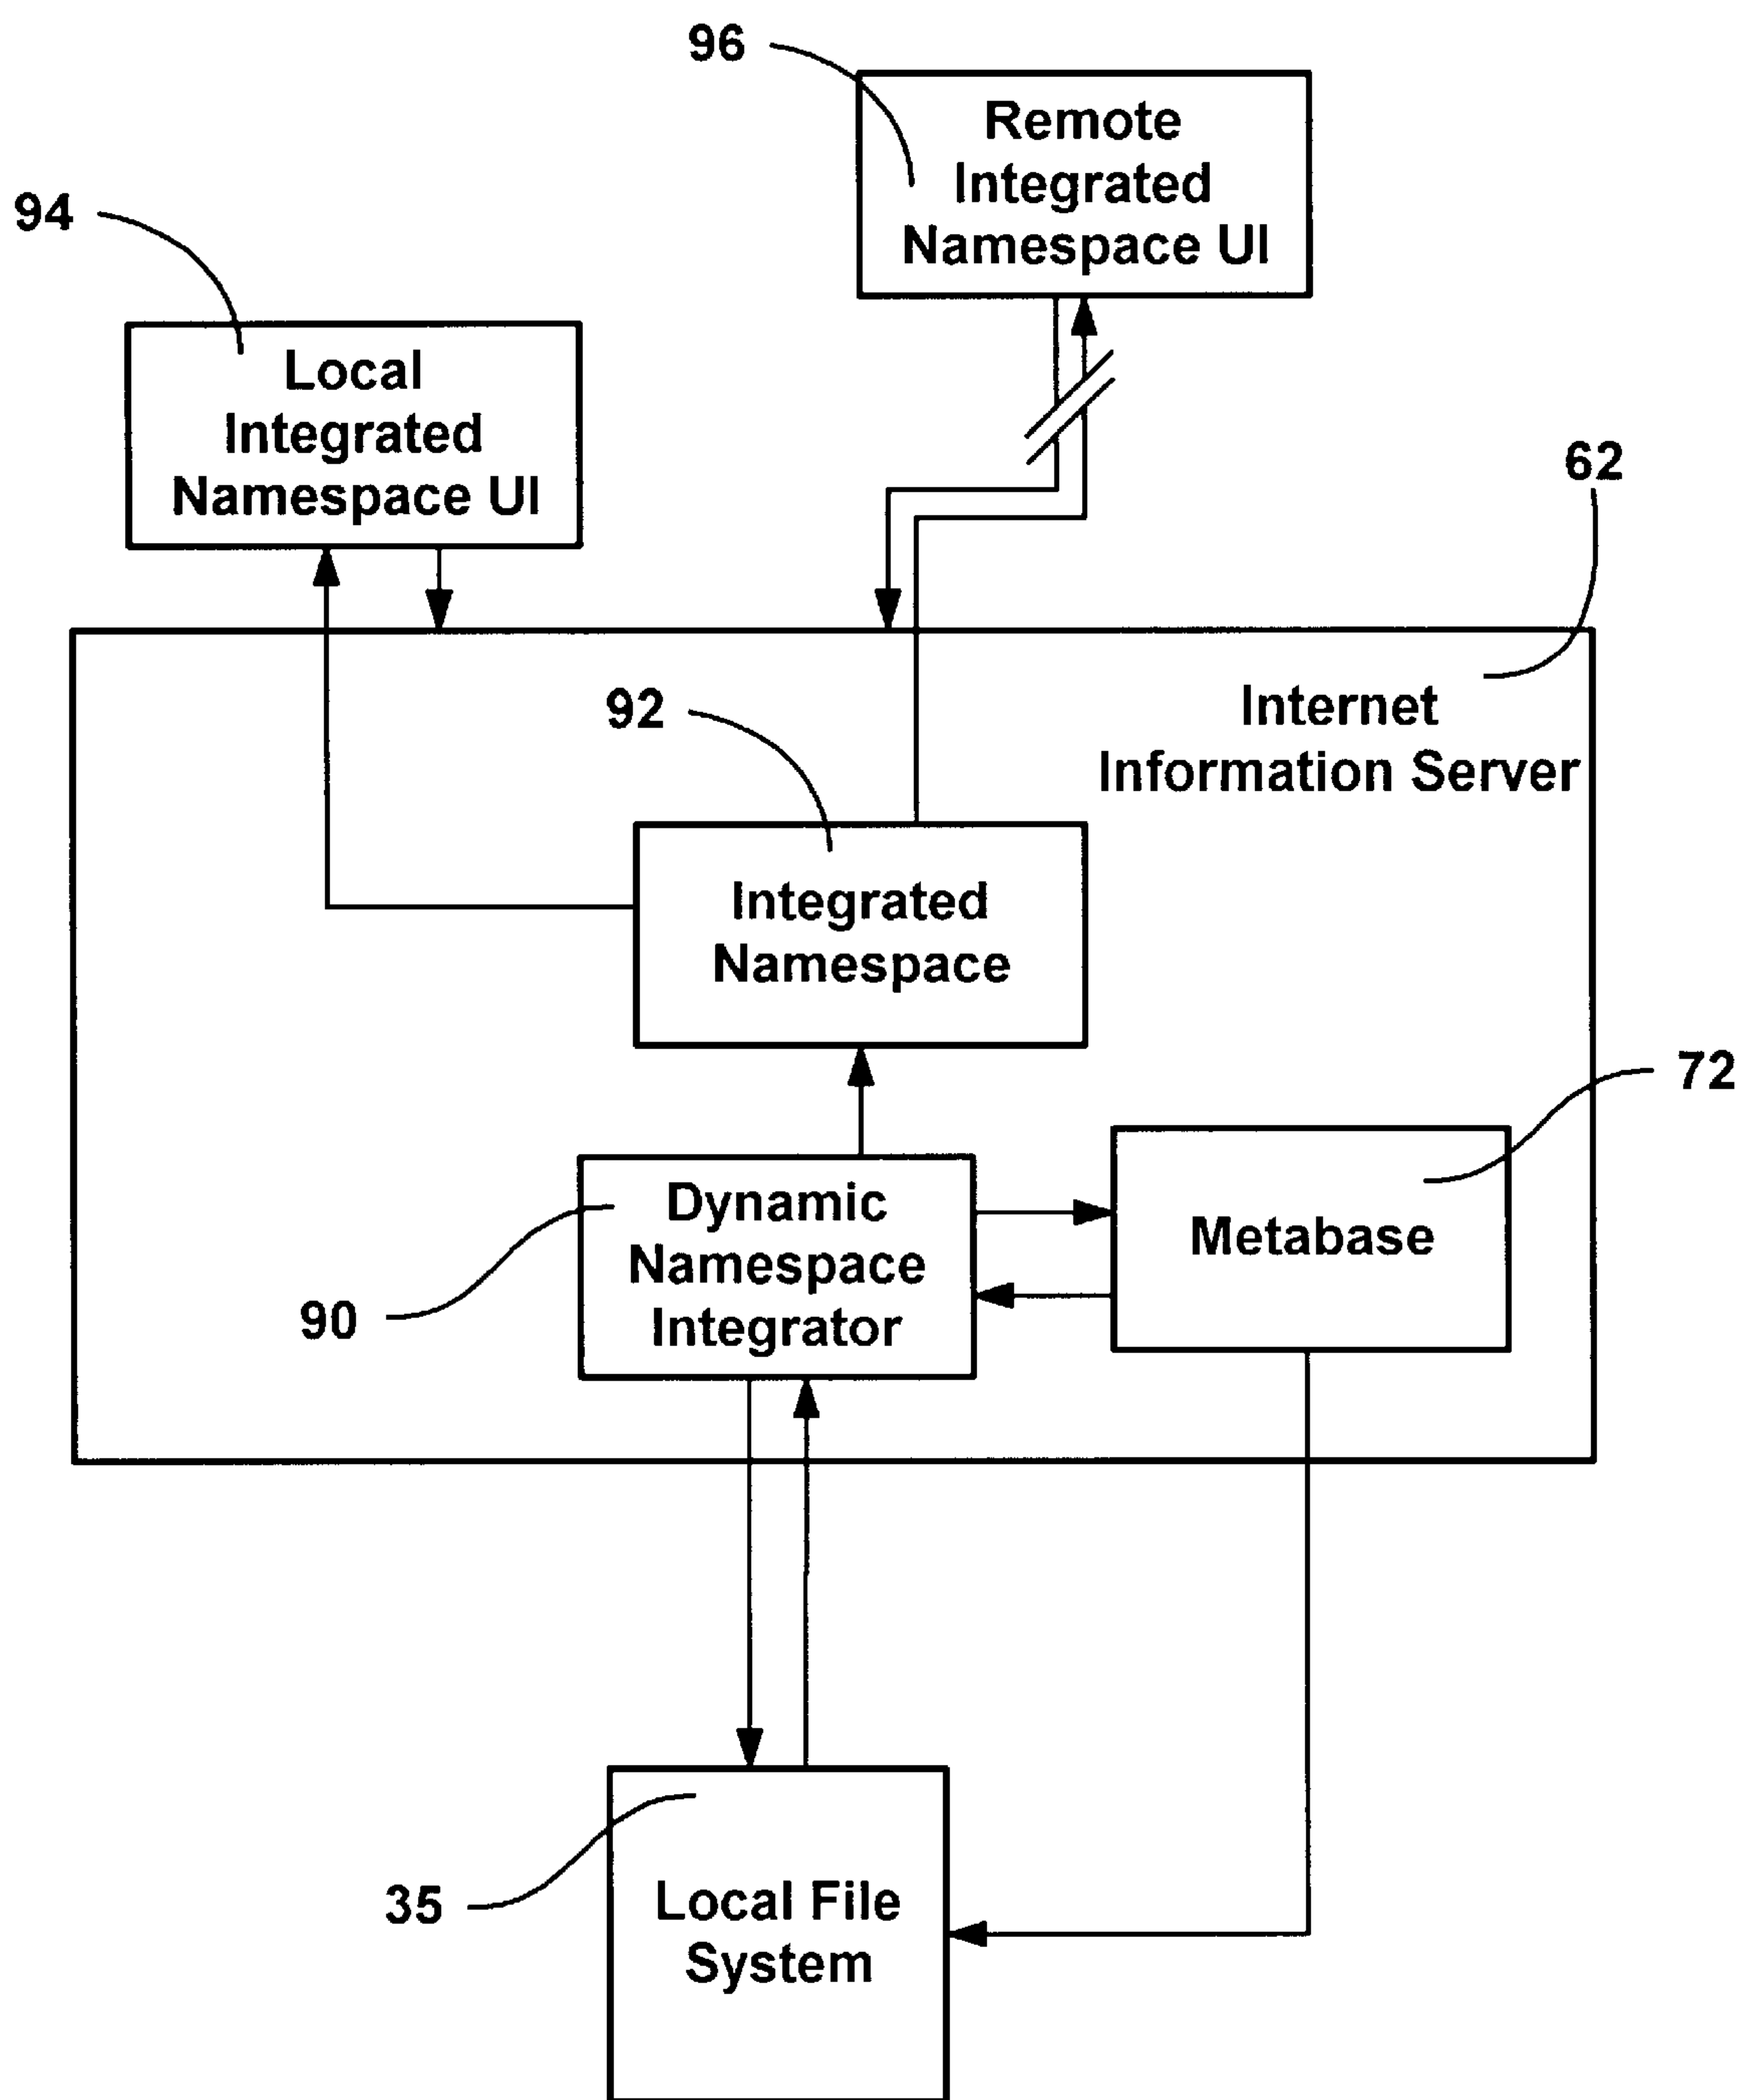 96
Remote
Integrated
Namespace UI
94
Local
Integrated
Namespace UI
62
Internet
Information Server
92
Integrated
Namespace
72
Metabase
Dynamic
Namespace
Integrator
90
35
Local File
System